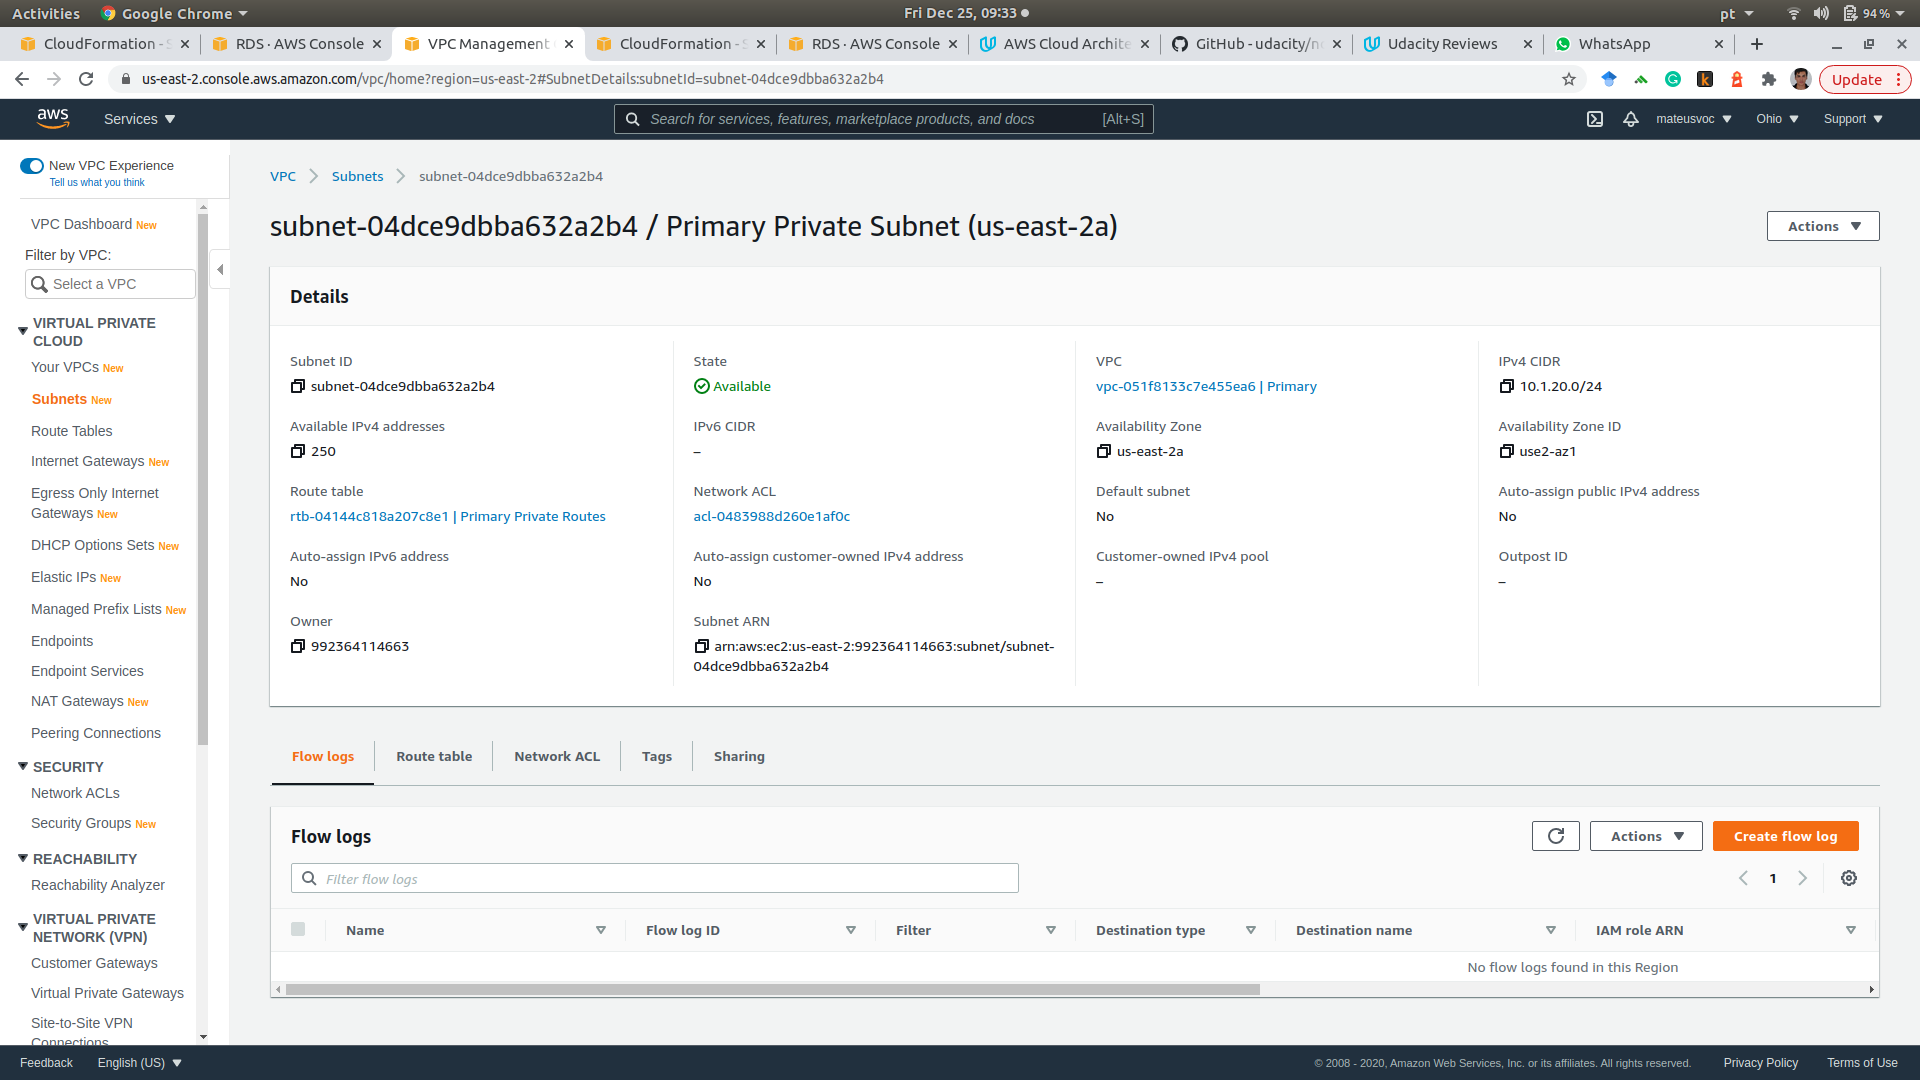 Activities
Google Chrome
Fri Dec 25, 09:33
pt
94 %
CloudFormation - S
RDS · AWS Console
VPC Management
CloudFormation - S
RDS · AWS Console
AWS Cloud Archite
GitHub - udacity/n
Udacity Reviews
WhatsApp
us-east-2.console.aws.amazon.com/vpc/home?region=us-east-2#SubnetDetails:subnetId=subnet-04dce9dbba632a2b4
Update
aws
Services
Search for services, features, marketplace products, and docs
[Alt+S]
mateusvoc
Ohio
Support
New VPC Experience
Tell us what you think
VPC Dashboard New
Filter by VPC:
Select a VPC
VIRTUAL PRIVATE
CLOUD
Your VPCs New
Subnets New
Route Tables
Internet Gateways New
Egress Only Internet
Gateways New
DHCP Options Sets New
Elastic IPs New
Managed Prefix Lists New
Endpoints
Endpoint Services
NAT Gateways New
Peering Connections
SECURITY
Network ACLs
Security Groups New
REACHABILITY
Reachability Analyzer
VIRTUAL PRIVATE
NETWORK (VPN)
Customer Gateways
Virtual Private Gateways
Site-to-Site VPN
Connections
VPC
Subnets
subnet-04dce9dbba632a2b4
subnet-04dce9dbba632a2b4 / Primary Private Subnet (us-east-2a)
Actions
Details
Subnet ID
subnet-04dce9dbba632a2b4
State
Available
VPC
vpc-051f8133c7e455ea6 | Primary
IPv4 CIDR
10.1.20.0/24
Available IPv4 addresses
250
IPv6 CIDR
–
Availability Zone
us-east-2a
Availability Zone ID
use2-az1
Route table
rtb-04144c818a207c8e1 | Primary Private Routes
Network ACL
acl-0483988d260e1af0c
Default subnet
No
Auto-assign public IPv4 address
No
Auto-assign IPv6 address
No
Auto-assign customer-owned IPv4 address
No
Customer-owned IPv4 pool
–
Outpost ID
–
Owner
992364114663
Subnet ARN
arn:aws:ec2:us-east-2:992364114663:subnet/subnet-
04dce9dbba632a2b4
Flow logs
Route table
Network ACL
Tags
Sharing
Flow logs
Actions
Create flow log
Filter flow logs
1
Name
Flow log ID
Filter
Destination type
Destination name
IAM role ARN
No flow logs found in this Region
Feedback
English (US)
© 2008 - 2020, Amazon Web Services, Inc. or its affiliates. All rights reserved.
Privacy Policy
Terms of Use